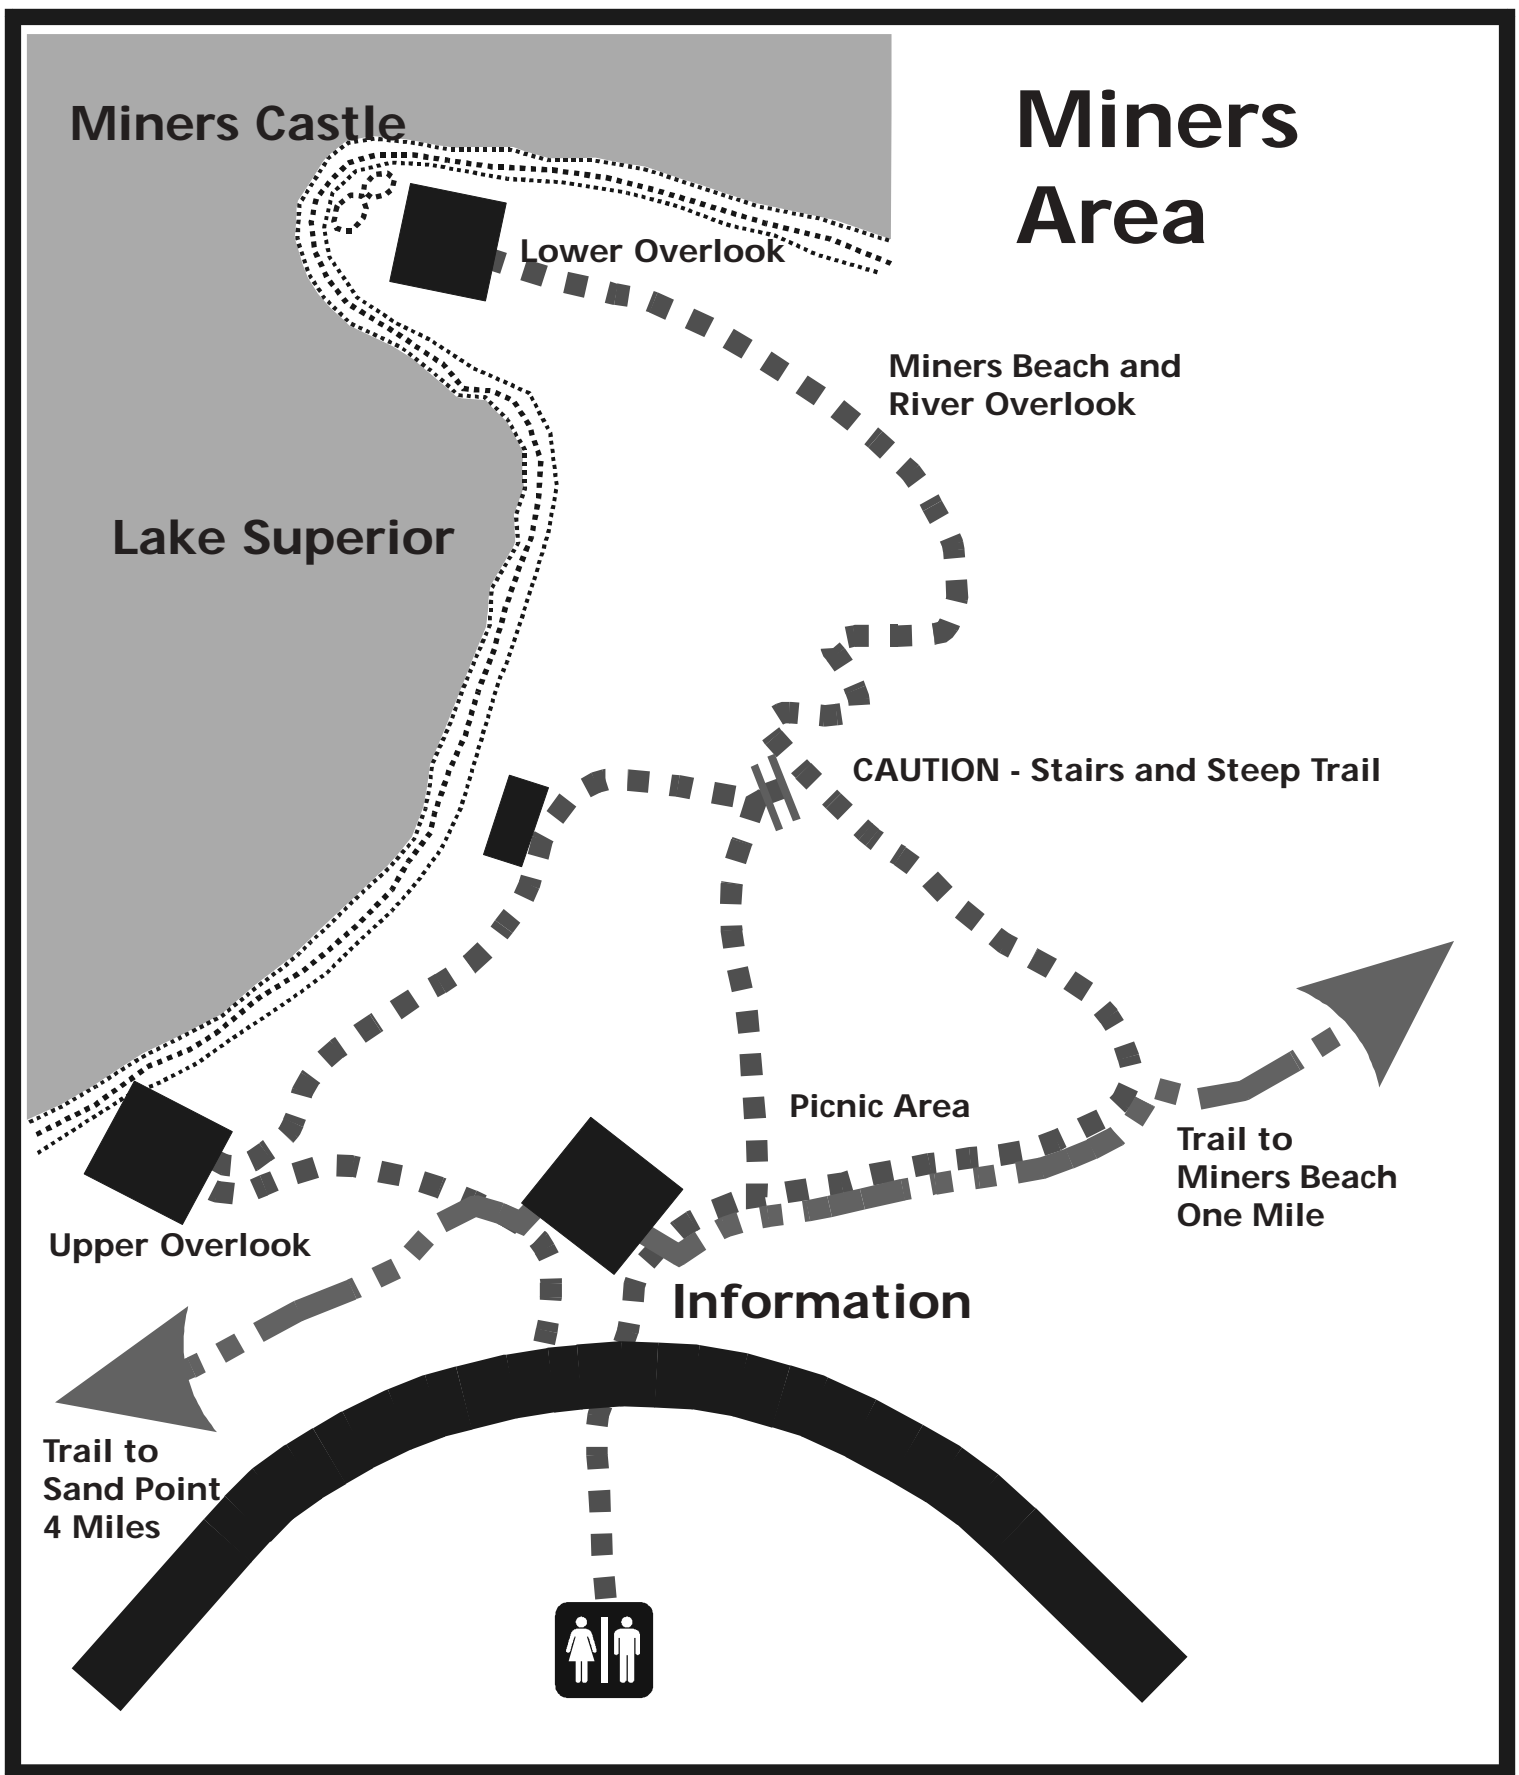 Miners Castle
Miners
Area
Lower Overlook
Miners Beach and
River Overlook
Lake Superior
CAUTION - Stairs and Steep Trail
Picnic Area
Trail to
Miners Beach
One Mile
Upper Overlook
Information
Trail to
Sand Point
4 Miles